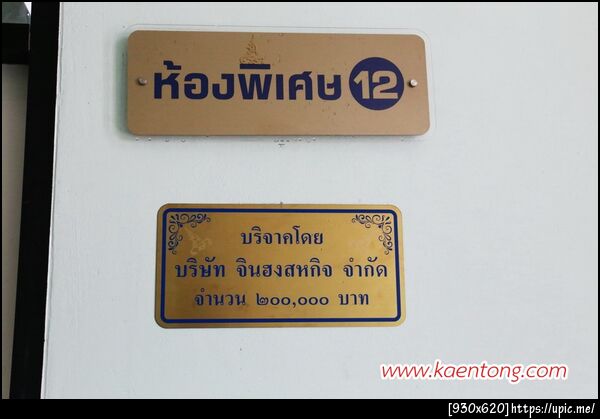 ห้องพิเศษ 12
บริจาคโดย
บริษัท จินฮงสหกิจ จำกัด
จำนวน ๒๐๐,๐๐๐ บาท
www.kaentong.com
[930x620]https://upic.me/